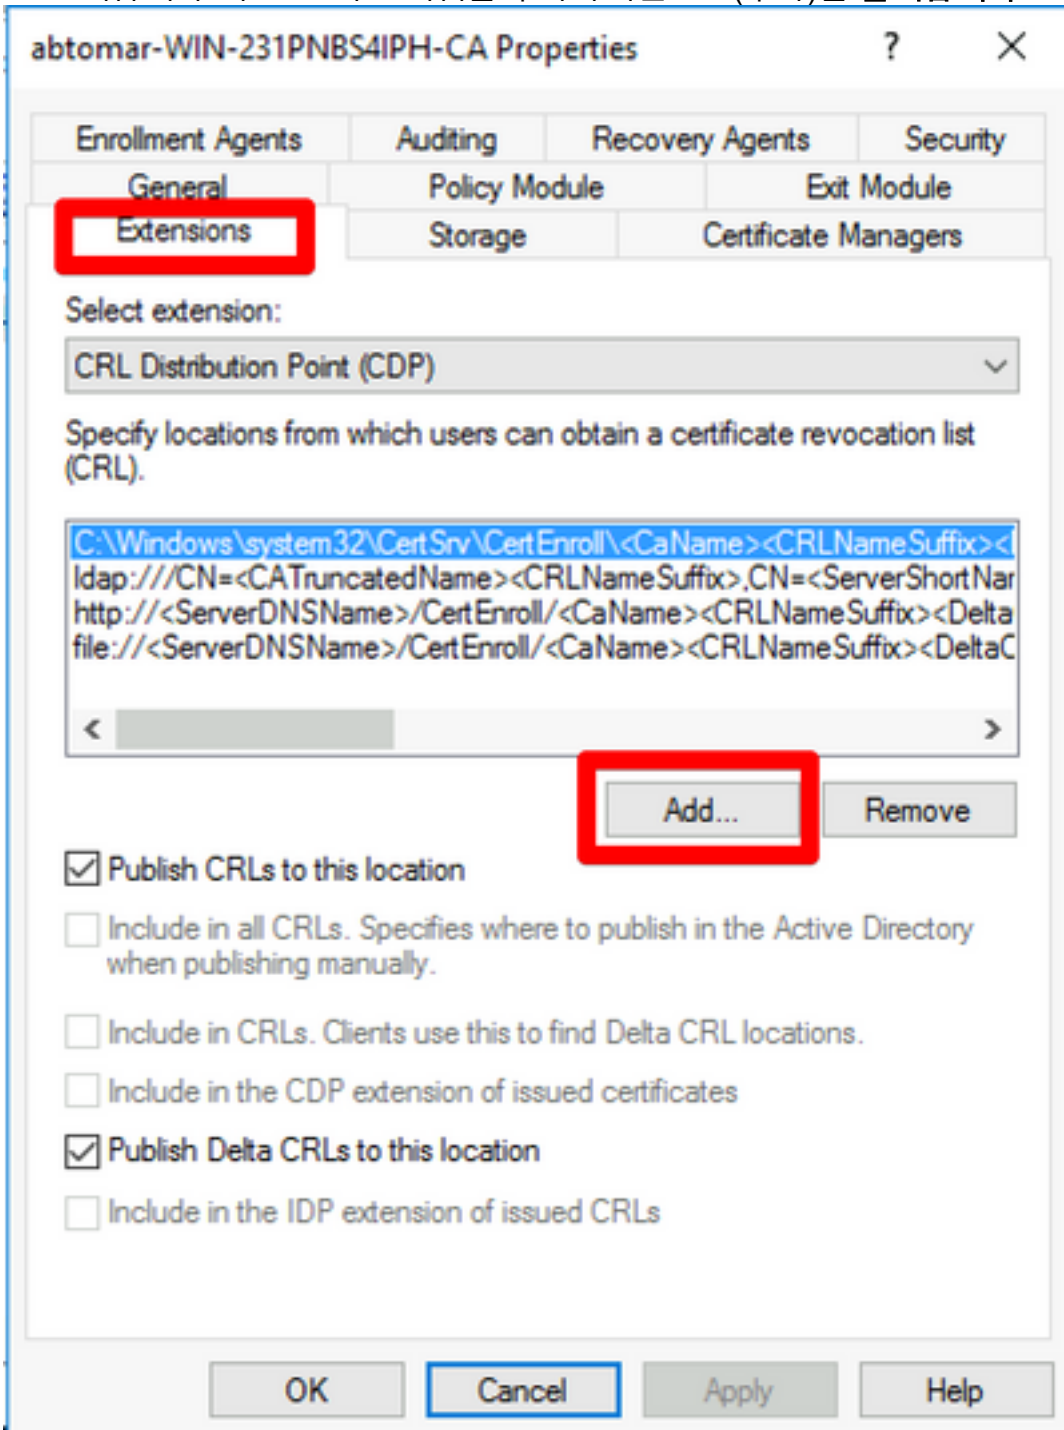 abtomar-WIN-231PNBS4IPH-CA Properties ? ×
Enrollment Agents Auditing Recovery Agents Security
General Policy Module Exit Module
Extensions Storage Certificate Managers
Select extension:
CRL Distribution Point (CDP)
Specify locations from which users can obtain a certificate revocation list
(CRL).
C:\Windows\system32\CertSrv\CertEnroll\<CaName><CRLNameSuffix><
ldap:///CN=<CATruncatedName><CRLNameSuffix>,CN=<ServerShortNar
http://<ServerDNSName>/CertEnroll/<CaName><CRLNameSuffix><Delta
file://<ServerDNSName>/CertEnroll/<CaName><CRLNameSuffix><DeltaC
Add... Remove
Publish CRLs to this location
Include in all CRLs. Specifies where to publish in the Active Directory
when publishing manually.
Include in CRLs. Clients use this to find Delta CRL locations.
Include in the CDP extension of issued certificates
Publish Delta CRLs to this location
Include in the IDP extension of issued CRLs
OK Cancel Apply Help